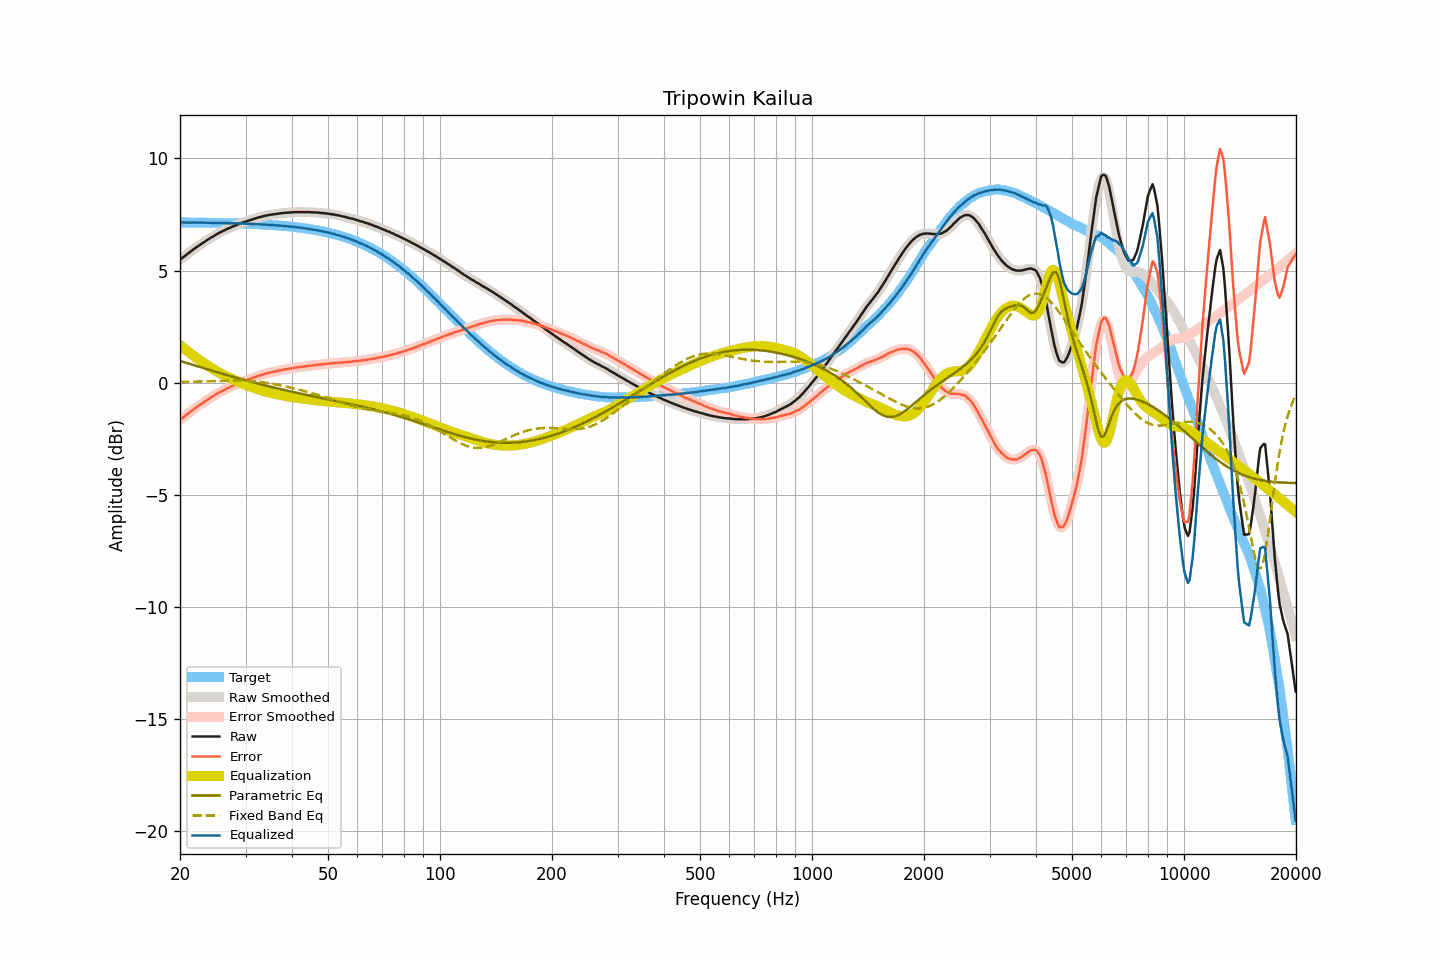 Tripowin Kailua
10
5
0
−5
−10
−15
−20
Amplitude (dBr)
Target
Raw Smoothed
Error Smoothed
Raw
Error
Equalization
Parametric Eq
Fixed Band Eq
Equalized
20 50 100 200 500 1000 2000 5000 10000 20000
Frequency (Hz)